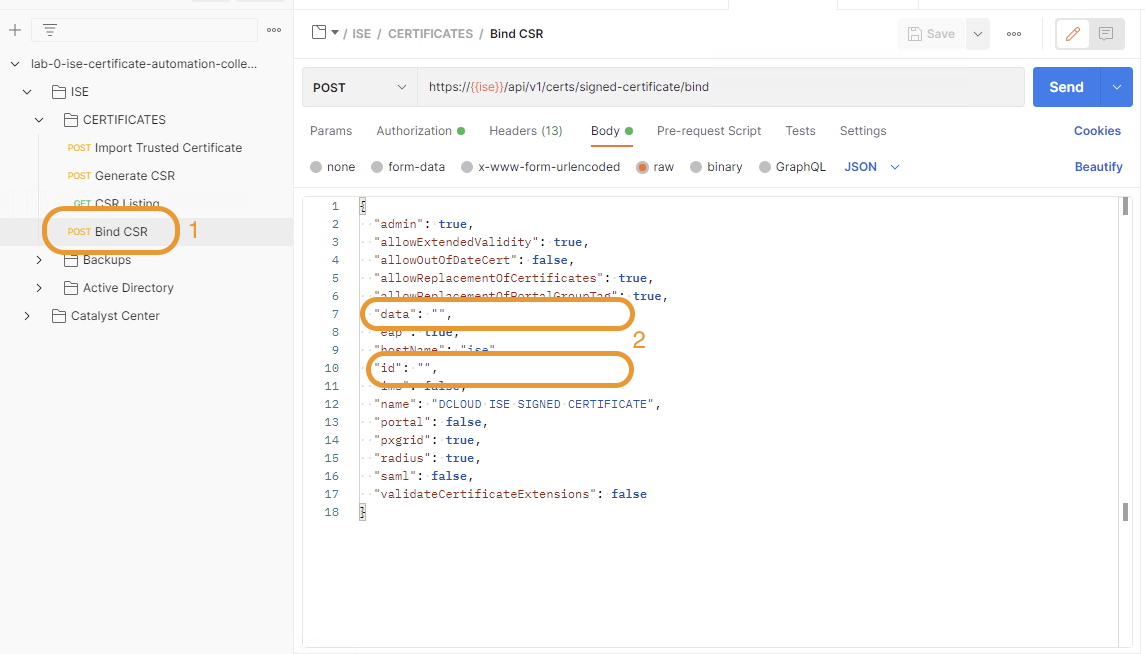 / ISE / CERTIFICATES / Bind CSR
Save
lab-0-ise-certificate-automation-colle...
ISE
CERTIFICATES
POST Import Trusted Certificate
POST Generate CSR
GET CSR Listing
POST Bind CSR
1
Backups
Active Directory
Catalyst Center
POST
https://{{ise}}/api/v1/certs/signed-certificate/bind
Send
Params Authorization Headers (13) Body Pre-request Script Tests Settings Cookies
none form-data x-www-form-urlencoded raw binary GraphQL JSON Beautify
1 {
2 "admin": true,
3 "allowExtendedValidity": true,
4 "allowOutOfDateCert": false,
5 "allowReplacementOfCertificates": true,
6 "allowReplacementOfPortalGroupTag": true,
7 "data": "",
8 "eap": true,
2
9 "hostName": "ise",
10 "id": "",
11 "ims": false,
12 "name": "DCLOUD ISE SIGNED CERTIFICATE",
13 "portal": false,
14 "pxgrid": true,
15 "radius": true,
16 "saml": false,
17 "validateCertificateExtensions": false
18 }